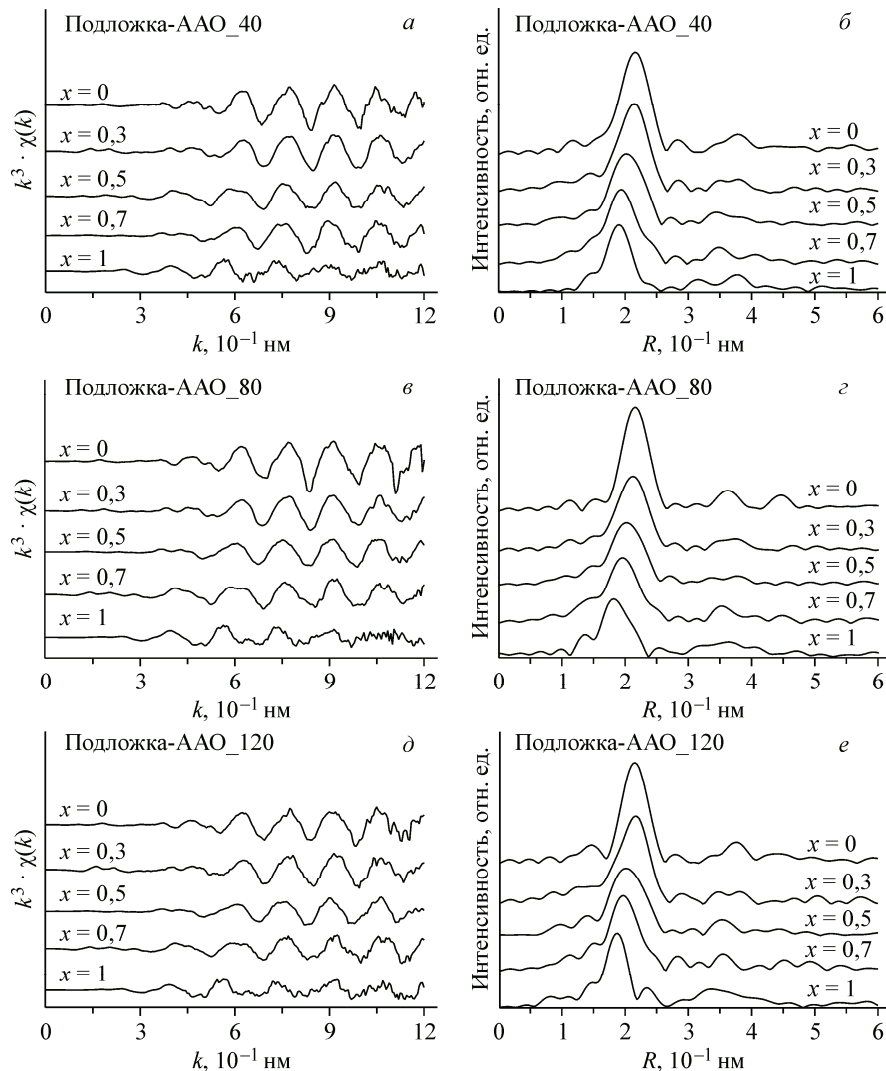 Подложка-ААО_40 а
k³ · χ(k)
x = 0
x = 0,3
x = 0,5
x = 0,7
x = 1
0 3 6 9 12
k, 10⁻¹ нм
Подложка-ААО_40 б
Интенсивность, отн. ед.
x = 0
x = 0,3
x = 0,5
x = 0,7
x = 1
0 1 2 3 4 5 6
R, 10⁻¹ нм
Подложка-ААО_80 в
k³ · χ(k)
x = 0
x = 0,3
x = 0,5
x = 0,7
x = 1
0 3 6 9 12
k, 10⁻¹ нм
Подложка-ААО_80 г
Интенсивность, отн. ед.
x = 0
x = 0,3
x = 0,5
x = 0,7
x = 1
0 1 2 3 4 5 6
R, 10⁻¹ нм
Подложка-ААО_120 д
k³ · χ(k)
x = 0
x = 0,3
x = 0,5
x = 0,7
x = 1
0 3 6 9 12
k, 10⁻¹ нм
Подложка-ААО_120 е
Интенсивность, отн. ед.
x = 0
x = 0,3
x = 0,5
x = 0,7
x = 1
0 1 2 3 4 5 6
R, 10⁻¹ нм